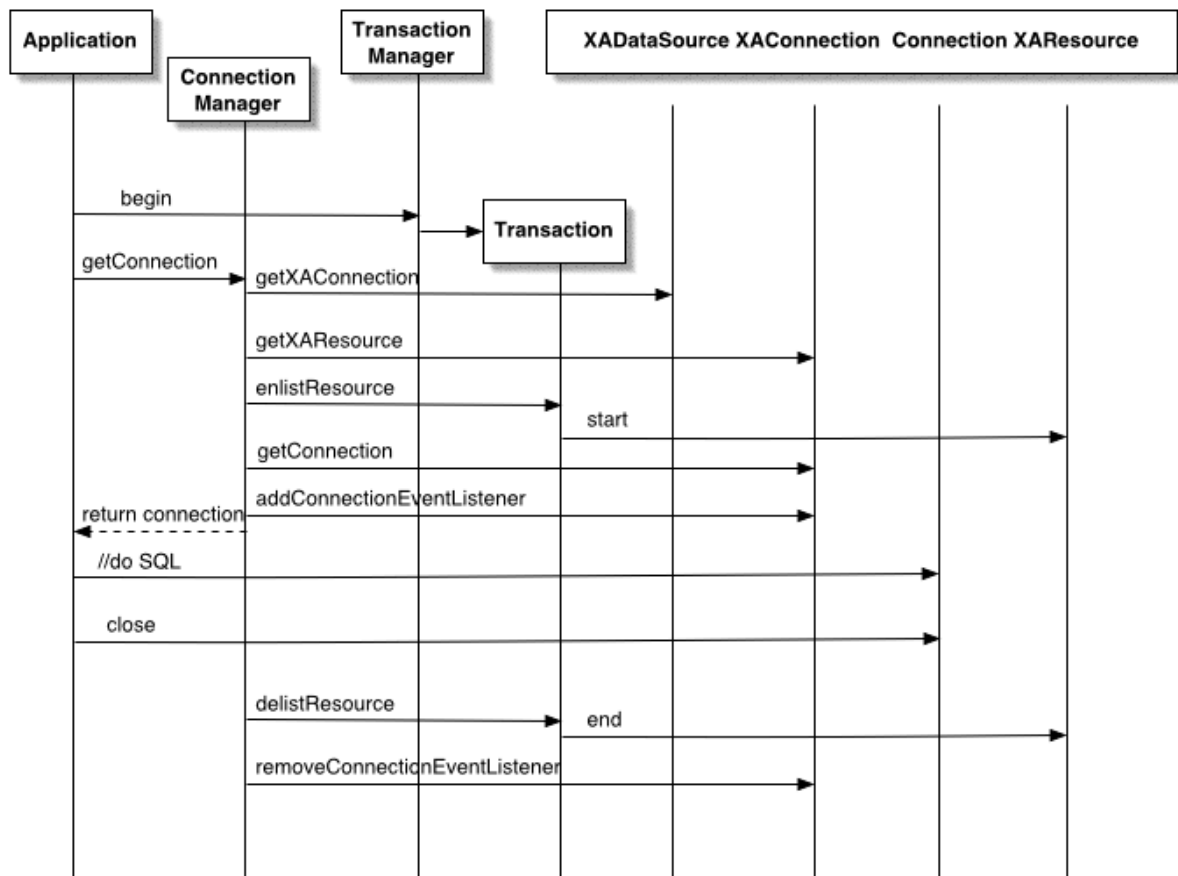 Application
Connection
Manager
Transaction
Manager
XADataSource XAConnection Connection XAResource
begin
Transaction
getConnection
getXAConnection
getXAResource
enlistResource
start
getConnection
addConnectionEventListener
return connection
//do SQL
close
delistResource
end
removeConnectionEventListener